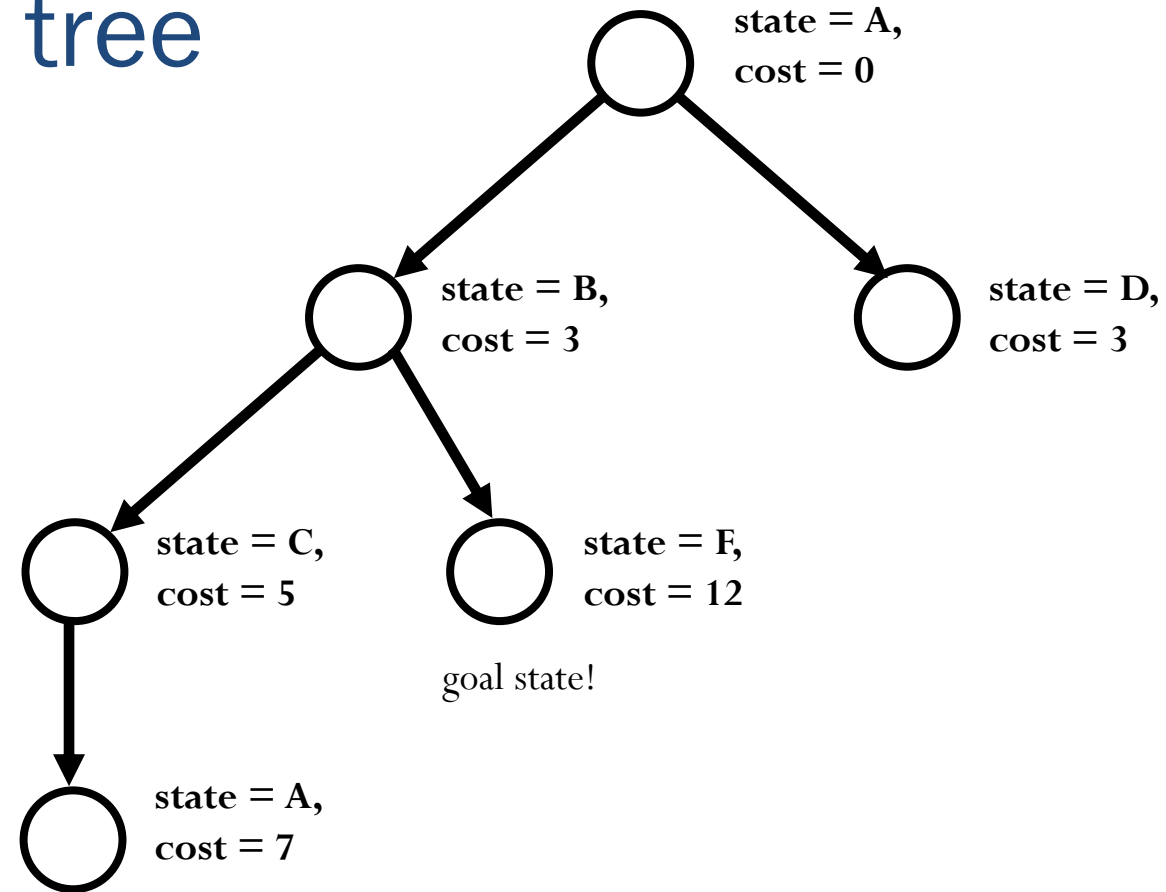 tree
state = A,
cost = 0
state = B,
cost = 3
state = D,
cost = 3
state = C,
cost = 5
state = F,
cost = 12
goal state!
state = A,
cost = 7